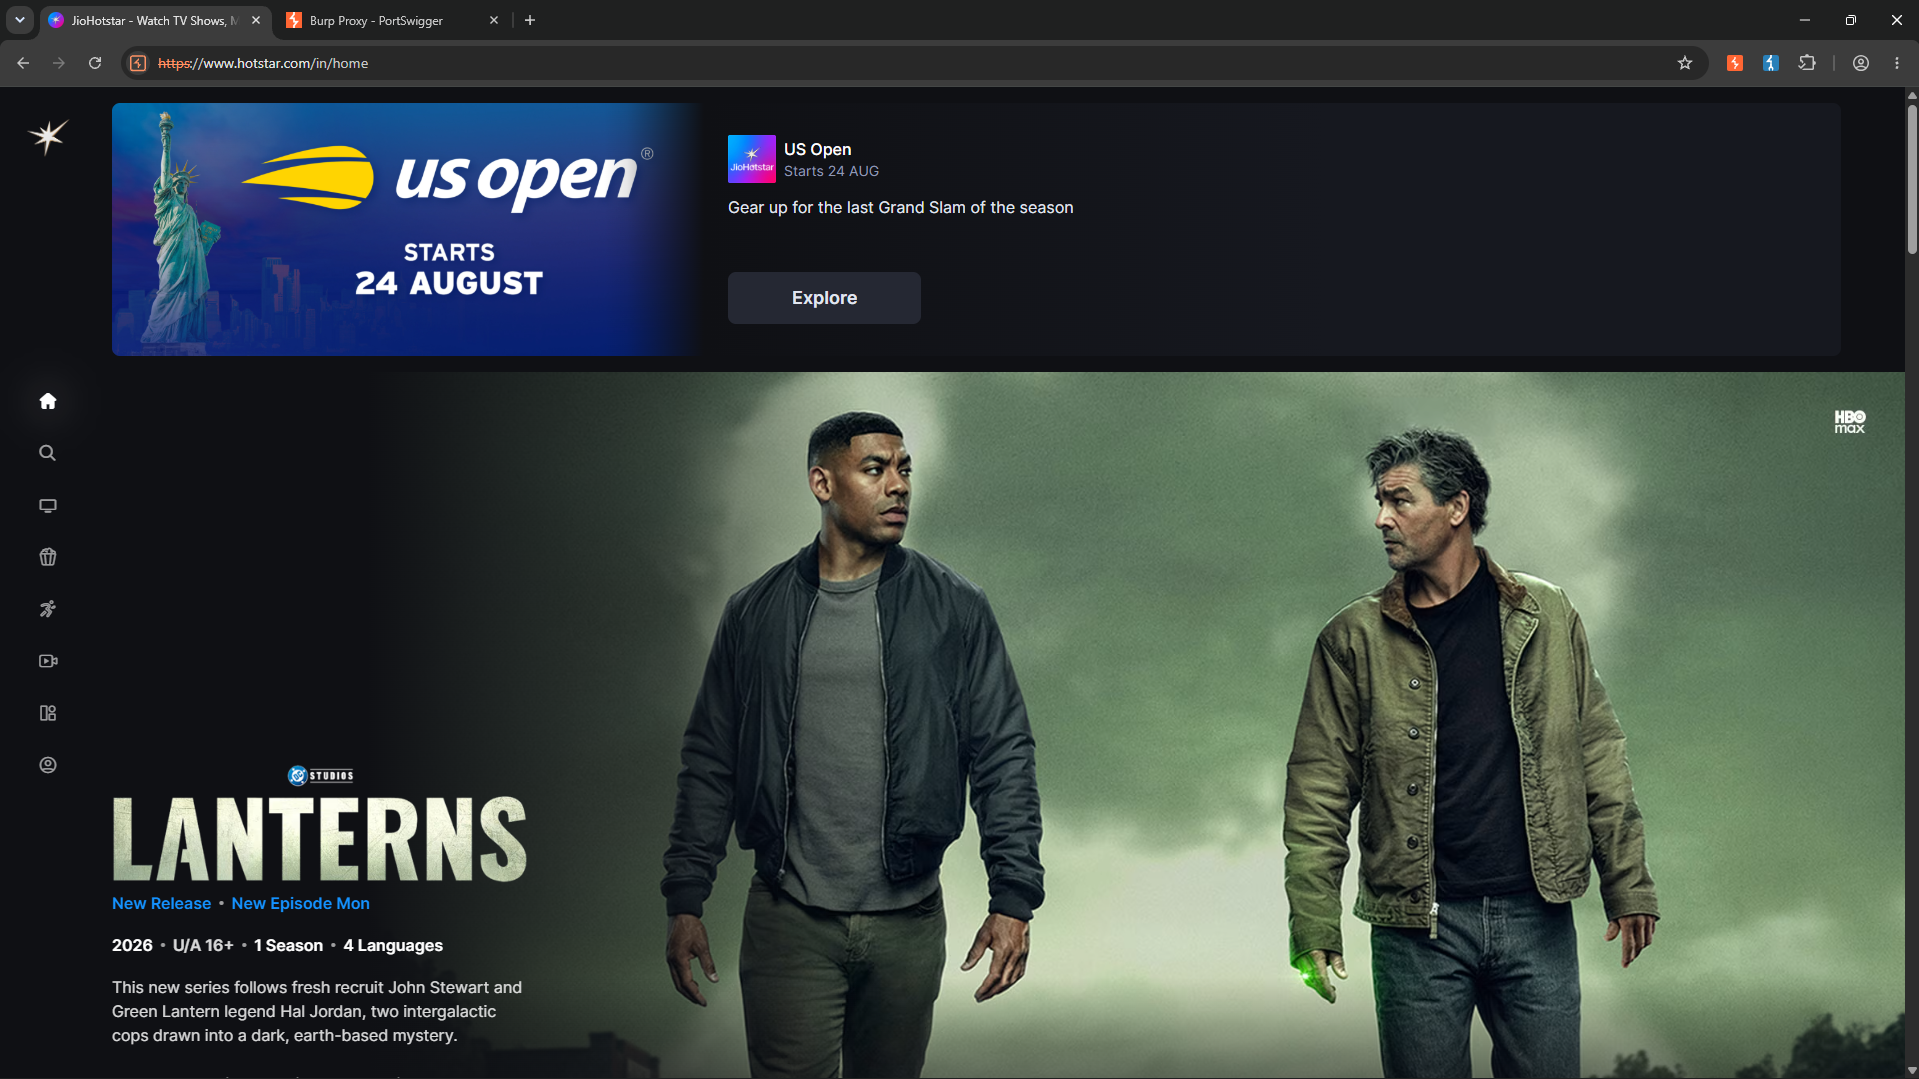 JioHotstar - Watch TV Shows, M
Burp Proxy - PortSwigger
https://www.hotstar.com/in/home
us open®
STARTS
24 AUGUST
JioHotstar
US Open
Starts 24 AUG
Gear up for the last Grand Slam of the season
Explore
HBO
max
DC STUDIOS
LANTERNS
New Release • New Episode Mon
2026 • U/A 16+ • 1 Season • 4 Languages
This new series follows fresh recruit John Stewart and
Green Lantern legend Hal Jordan, two intergalactic
cops drawn into a dark, earth-based mystery.